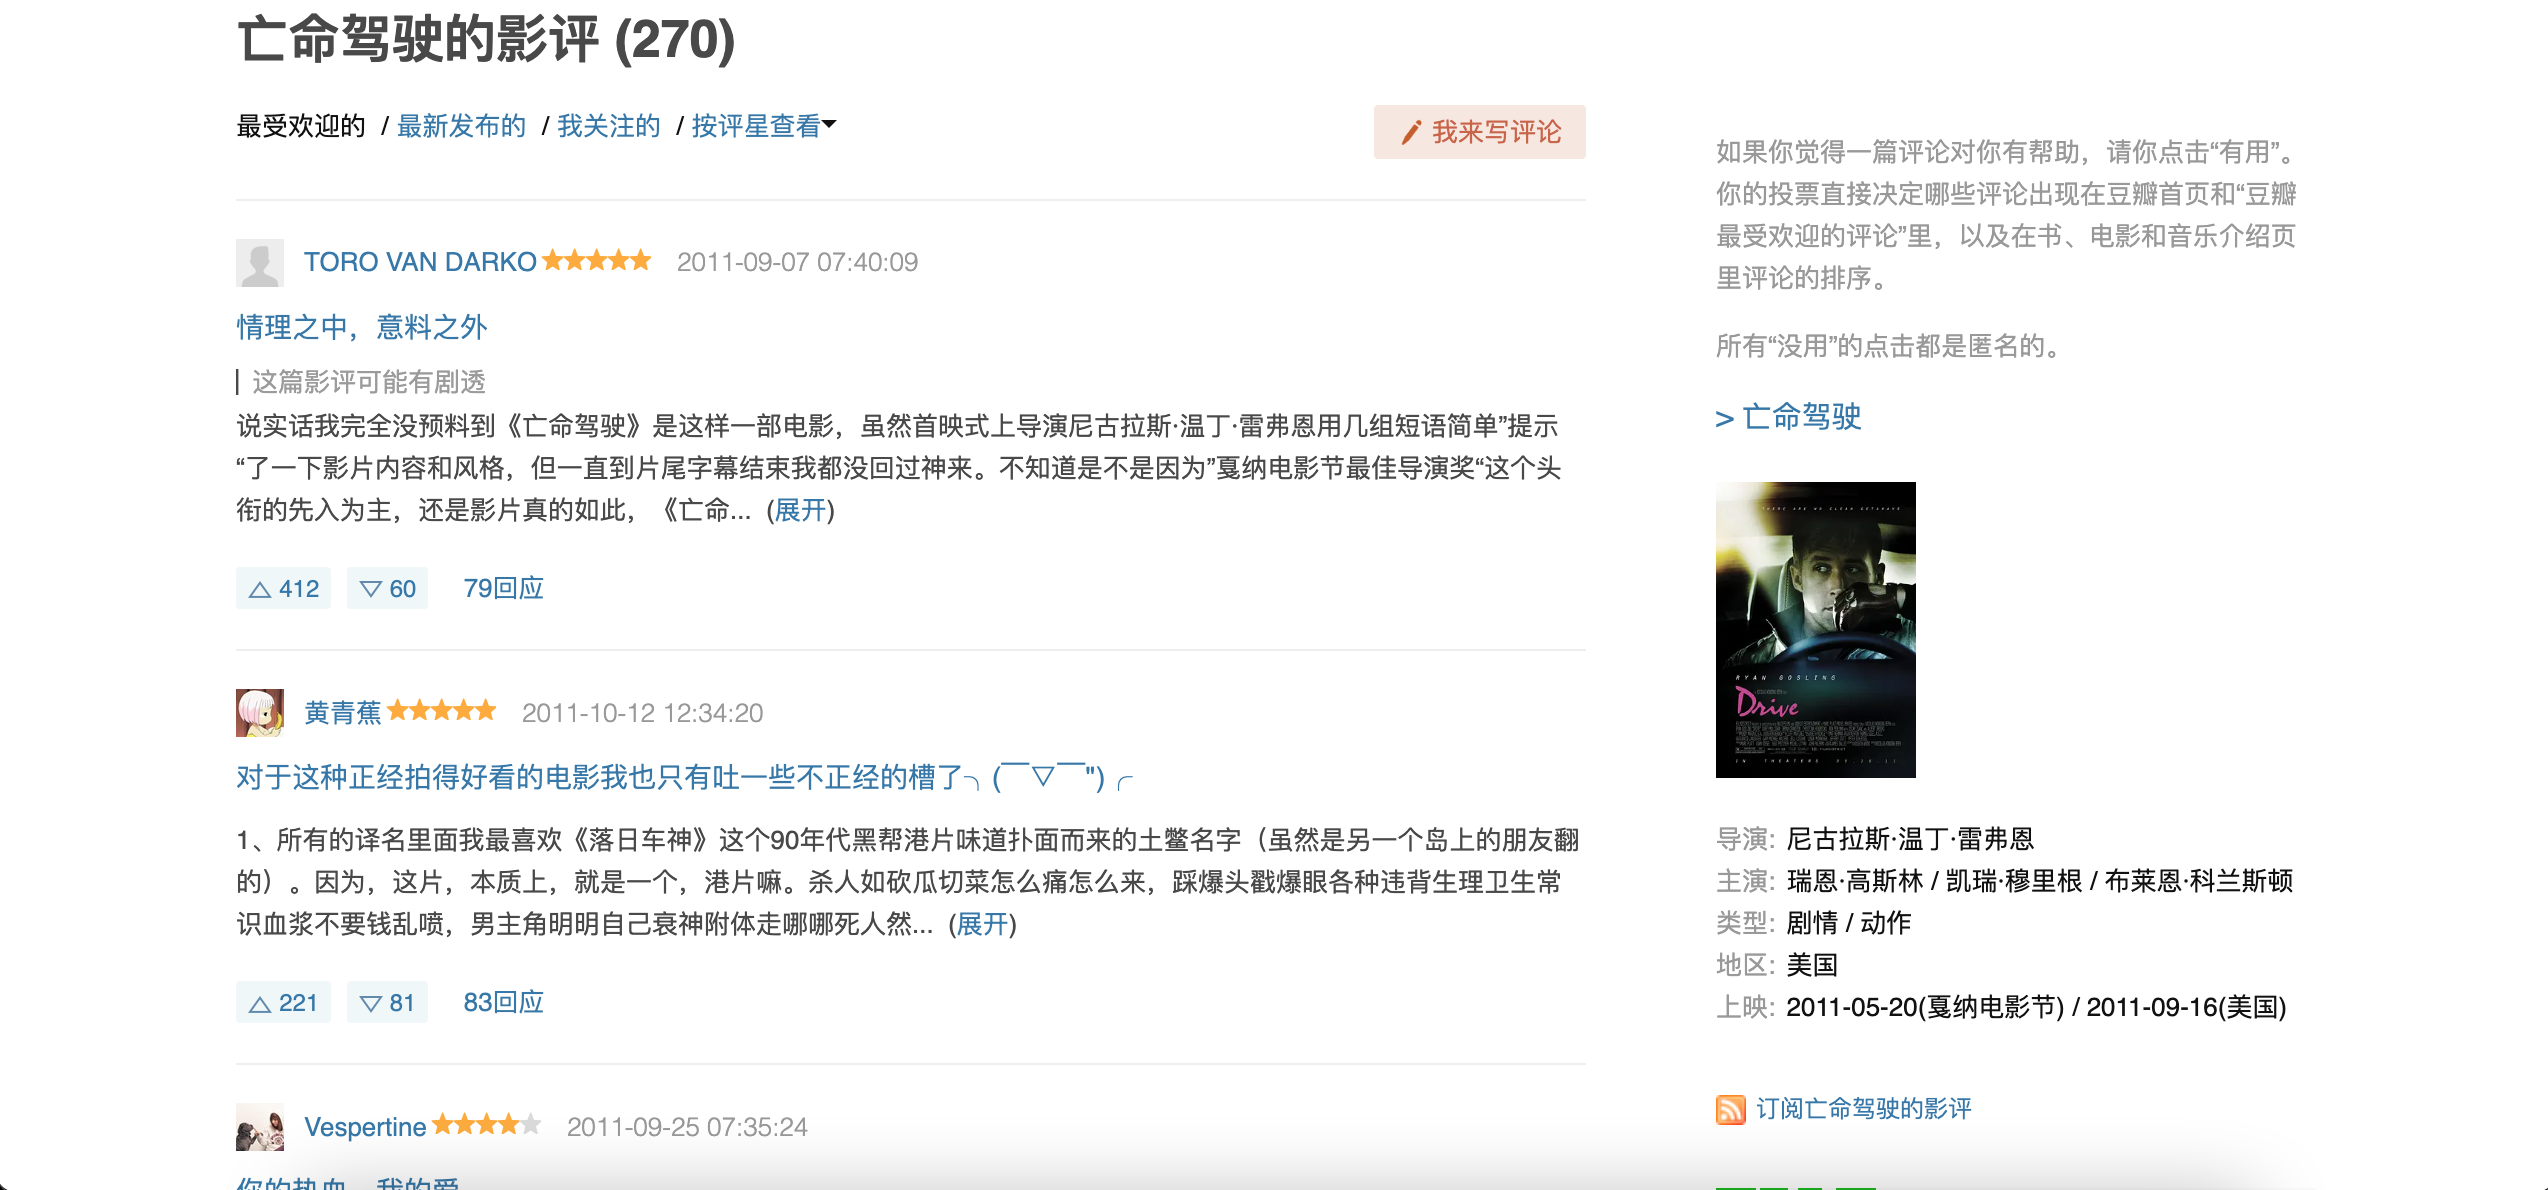 亡命驾驶的影评 (270)
最受欢迎的 / 最新发布的 / 我关注的 / 按评星查看
我来写评论
TORO VAN DARKO 2011-09-07 07:40:09
情理之中，意料之外
这篇影评可能有剧透
说实话我完全没预料到《亡命驾驶》是这样一部电影，虽然首映式上导演尼古拉斯·温丁·雷弗恩用几组短语简单”提示
“了一下影片内容和风格，但一直到片尾字幕结束我都没回过神来。不知道是不是因为”戛纳电影节最佳导演奖“这个头
衔的先入为主，还是影片真的如此，《亡命... (展开)
△ 412 ▽ 60 79回应
黄青蕉 2011-10-12 12:34:20
对于这种正经拍得好看的电影我也只有吐一些不正经的槽了╮(￣▽￣")╭
1、所有的译名里面我最喜欢《落日车神》这个90年代黑帮港片味道扑面而来的土鳖名字（虽然是另一个岛上的朋友翻
的）。因为，这片，本质上，就是一个，港片嘛。杀人如砍瓜切菜怎么痛怎么来，踩爆头戳爆眼各种违背生理卫生常
识血浆不要钱乱喷，男主角明明自己衰神附体走哪哪死人然... (展开)
△ 221 ▽ 81 83回应
Vespertine 2011-09-25 07:35:24
你的热血，我的爱
如果你觉得一篇评论对你有帮助，请你点击“有用”。
你的投票直接决定哪些评论出现在豆瓣首页和“豆瓣
最受欢迎的评论”里，以及在书、电影和音乐介绍页
里评论的排序。
所有“没用”的点击都是匿名的。
> 亡命驾驶
THERE ARE NO CLEAN GETAWAYS
RYAN GOSLING
Drive
IN THEATERS
导演: 尼古拉斯·温丁·雷弗恩
主演: 瑞恩·高斯林 / 凯瑞·穆里根 / 布莱恩·科兰斯顿
类型: 剧情 / 动作
地区: 美国
上映: 2011-05-20(戛纳电影节) / 2011-09-16(美国)
订阅亡命驾驶的影评